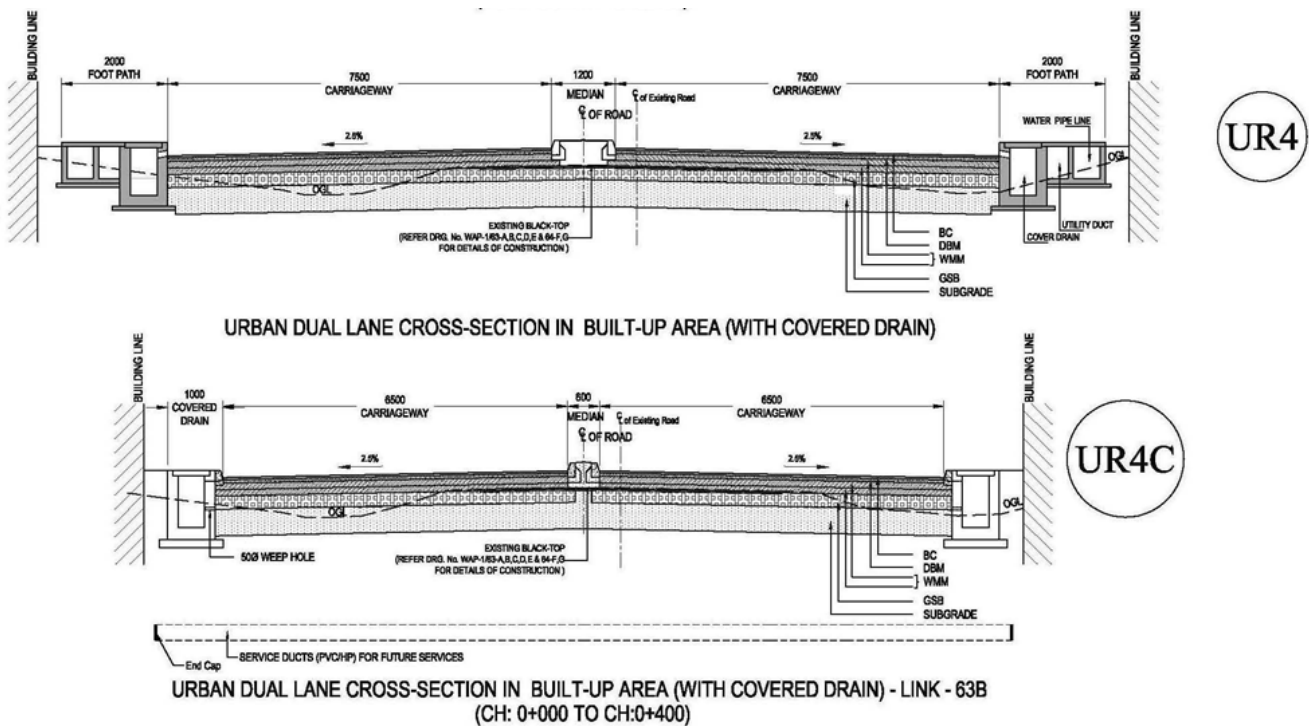 BUILDING LINE
2000
FOOT PATH
7500
CARRIAGEWAY
1200
MEDIAN
℄ of Existing Road
℄ OF ROAD
7500
CARRIAGEWAY
2000
FOOT PATH
BUILDING LINE
WATER PIPE LINE
UR4
2.5%
2.5%
OGL
OGL
EXISTING BLACK-TOP
(REFER DRG. No. WAP-1/63-A,B,C,D,E & 64-F,G
FOR DETAILS OF CONSTRUCTION )
BC
DBM
WMM
GSB
SUBGRADE
UTILITY DUCT
COVER DRAIN
URBAN DUAL LANE CROSS-SECTION IN BUILT-UP AREA (WITH COVERED DRAIN)
BUILDING LINE
1000
COVERED
DRAIN
6500
CARRIAGEWAY
600
MEDIAN
℄ of Existing Road
℄ OF ROAD
6500
CARRIAGEWAY
BUILDING LINE
UR4C
2.5%
2.5%
OGL
OGL
50Ø WEEP HOLE
EXISTING BLACK-TOP
(REFER DRG. No. WAP-1/63-A,B,C,D,E & 64-F,G
FOR DETAILS OF CONSTRUCTION )
BC
DBM
WMM
GSB
SUBGRADE
End Cap
SERVICE DUCTS (PVC/HP) FOR FUTURE SERVICES
URBAN DUAL LANE CROSS-SECTION IN BUILT-UP AREA (WITH COVERED DRAIN) - LINK - 63B
(CH: 0+000 TO CH:0+400)